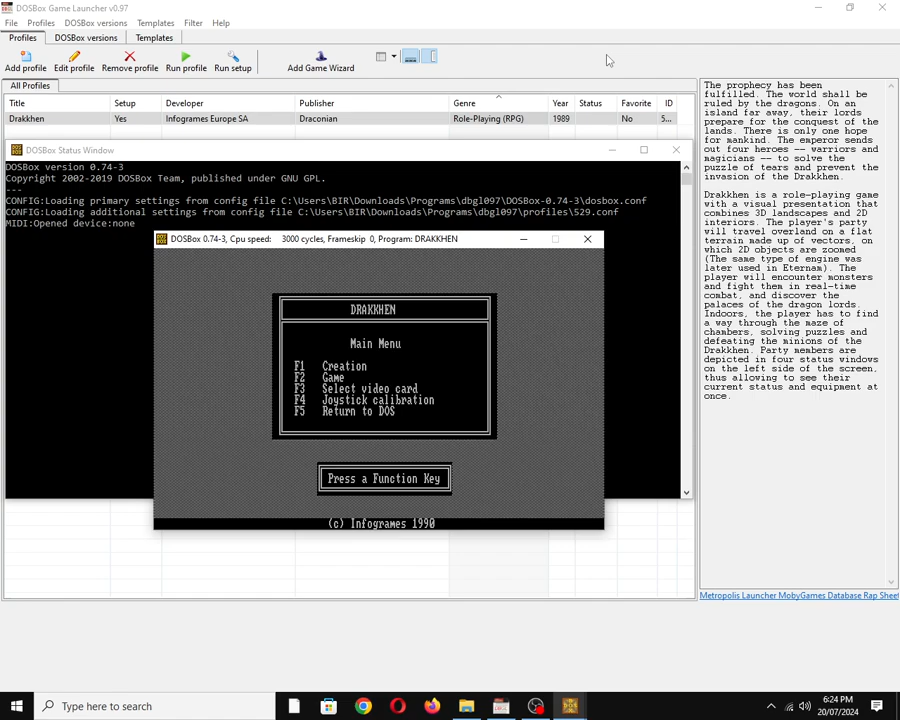 DOSBox Game Launcher v0.97
File Profiles DOSBox versions Templates Filter Help
Profiles DOSBox versions Templates
Add profile Edit profile Remove profile Run profile Run setup Add Game Wizard
All Profiles
Title Setup Developer Publisher Genre Year Status Favorite ID
Drakkhen Yes Infogrames Europe SA Draconian Role-Playing (RPG) 1989 No 5...
DOSBox Status Window
DOSBox version 0.74-3
Copyright 2002-2019 DOSBox Team, published under GNU GPL.
---
CONFIG:Loading primary settings from config file C:\Users\BIR\Downloads\Programs\dbgl097\DOSBox-0.74-3\dosbox.conf
CONFIG:Loading additional settings from config file C:\Users\BIR\Downloads\Programs\dbgl097\profiles\529.conf
MIDI:Opened device:none
DOSBox 0.74-3, Cpu speed: 3000 cycles, Frameskip 0, Program: DRAKKHEN
DRAKKHEN
Main Menu
F1 Creation
F2 Game
F3 Select video card
F4 Joystick calibration
F5 Return to DOS
Press a Function Key
(c) Infogrames 1990
The prophecy has been
fulfilled. The world shall be
ruled by the dragons. On an
island far away, their lords
prepare for the conquest of the
lands. There is only one hope
for mankind. The emperor sends
out four heroes -- warriors and
magicians -- to solve the
puzzle of tears and prevent the
invasion of the Drakkhen.
Drakkhen is a role-playing game
with a visual presentation that
combines 3D landscapes and 2D
interiors. The player's party
will travel overland on a flat
terrain made up of vectors, on
which 2D objects are zoomed
(The same type of engine was
later used in Eternam). The
player will encounter monsters
and fight them in real-time
combat, and discover the
palaces of the dragon lords.
Indoors, the player has to find
a way through the maze of
chambers, solving puzzles and
defeating the minions of the
Drakkhen. Party members are
depicted in four status windows
on the left side of the screen,
thus allowing to see their
current status and equipment at
once.
Metropolis Launcher MobyGames Database Rap Sheet
Type here to search
6:24 PM
20/07/2024